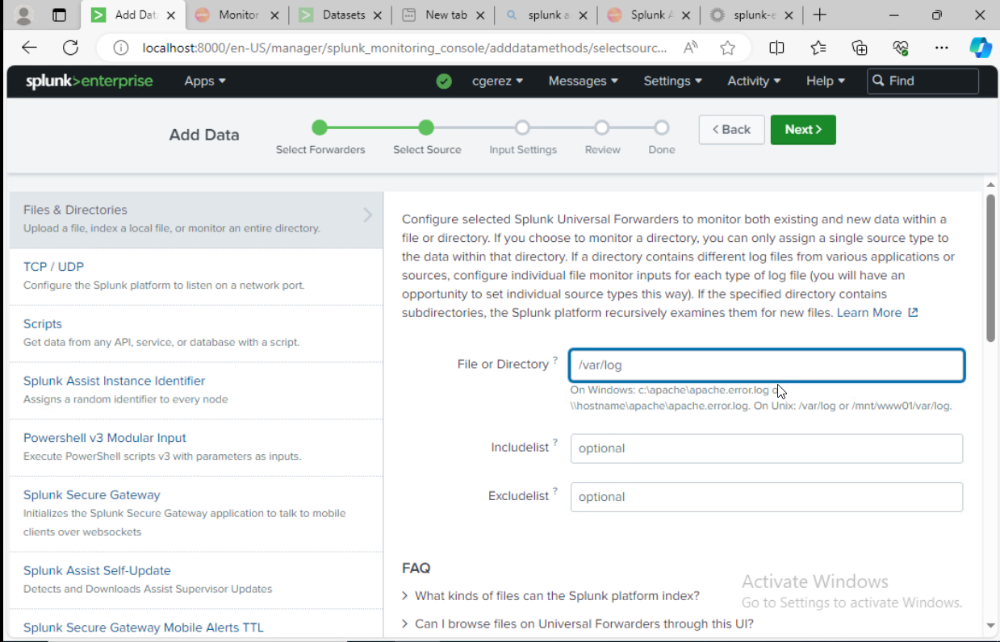 Add Dat
Monitor
Datasets
New tab
splunk a
Splunk A
splunk-e
localhost:8000/en-US/manager/splunk_monitoring_console/adddatamethods/selectsourc...
splunk>enterprise
Apps
cgerez
Messages
Settings
Activity
Help
Find
Add Data
Select Forwarders
Select Source
Input Settings
Review
Done
< Back
Next >
Files & Directories
Upload a file, index a local file, or monitor an entire directory.
TCP / UDP
Configure the Splunk platform to listen on a network port.
Scripts
Get data from any API, service, or database with a script.
Splunk Assist Instance Identifier
Assigns a random identifier to every node
Powershell v3 Modular Input
Execute PowerShell scripts v3 with parameters as inputs.
Splunk Secure Gateway
Initializes the Splunk Secure Gateway application to talk to mobile
clients over websockets
Splunk Assist Self-Update
Detects and Downloads Assist Supervisor Updates
Splunk Secure Gateway Mobile Alerts TTL
Configure selected Splunk Universal Forwarders to monitor both existing and new data within a
file or directory. If you choose to monitor a directory, you can only assign a single source type to
the data within that directory. If a directory contains different log files from various applications or
sources, configure individual file monitor inputs for each type of log file (you will have an
opportunity to set individual source types this way). If the specified directory contains
subdirectories, the Splunk platform recursively examines them for new files. Learn More
File or Directory ?
/var/log
On Windows: c:\apache\apache.error.log
\\hostname\apache\apache.error.log. On Unix: /var/log or /mnt/www01/var/log.
Includelist ?
optional
Excludelist ?
optional
FAQ
> What kinds of files can the Splunk platform index?
> Can I browse files on Universal Forwarders through this UI?
Activate Windows
Go to Settings to activate Windows.